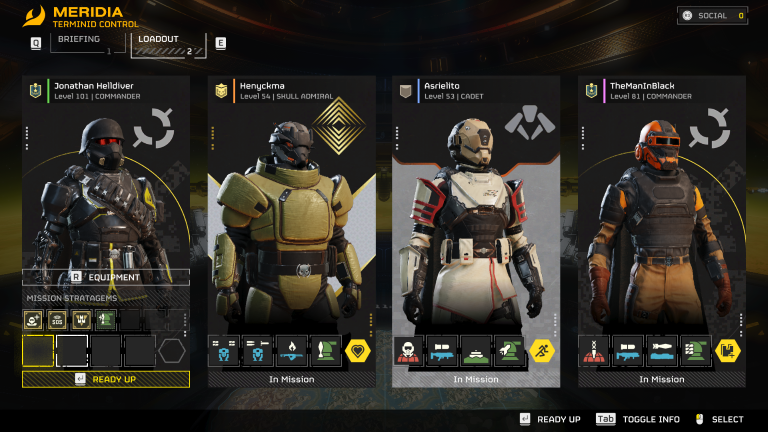 MERIDIA
TERMINID CONTROL
SOCIAL 0
Q
BRIEFING
1
LOADOUT
2
E
Jonathan Helldiver
Level 101 | COMMANDER
Henyckma
Level 54 | SKULL ADMIRAL
Asrielito
Level 53 | CADET
TheManInBlack
Level 81 | COMMANDER
R EQUIPMENT
MISSION STRATAGEMS
SOS
READY UP
In Mission
In Mission
In Mission
READY UP
Tab TOGGLE INFO
SELECT